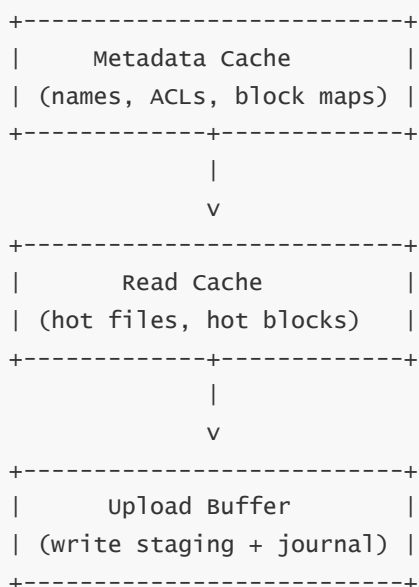 +---------------------------+
|     Metadata Cache        |
| (names, ACLs, block maps) |
+-------------+-------------+
              |
              v
+---------------------------+
|       Read Cache          |
| (hot files, hot blocks)   |
+-------------+-------------+
              |
              v
+---------------------------+
|      Upload Buffer        |
| (write staging + journal) |
+---------------------------+